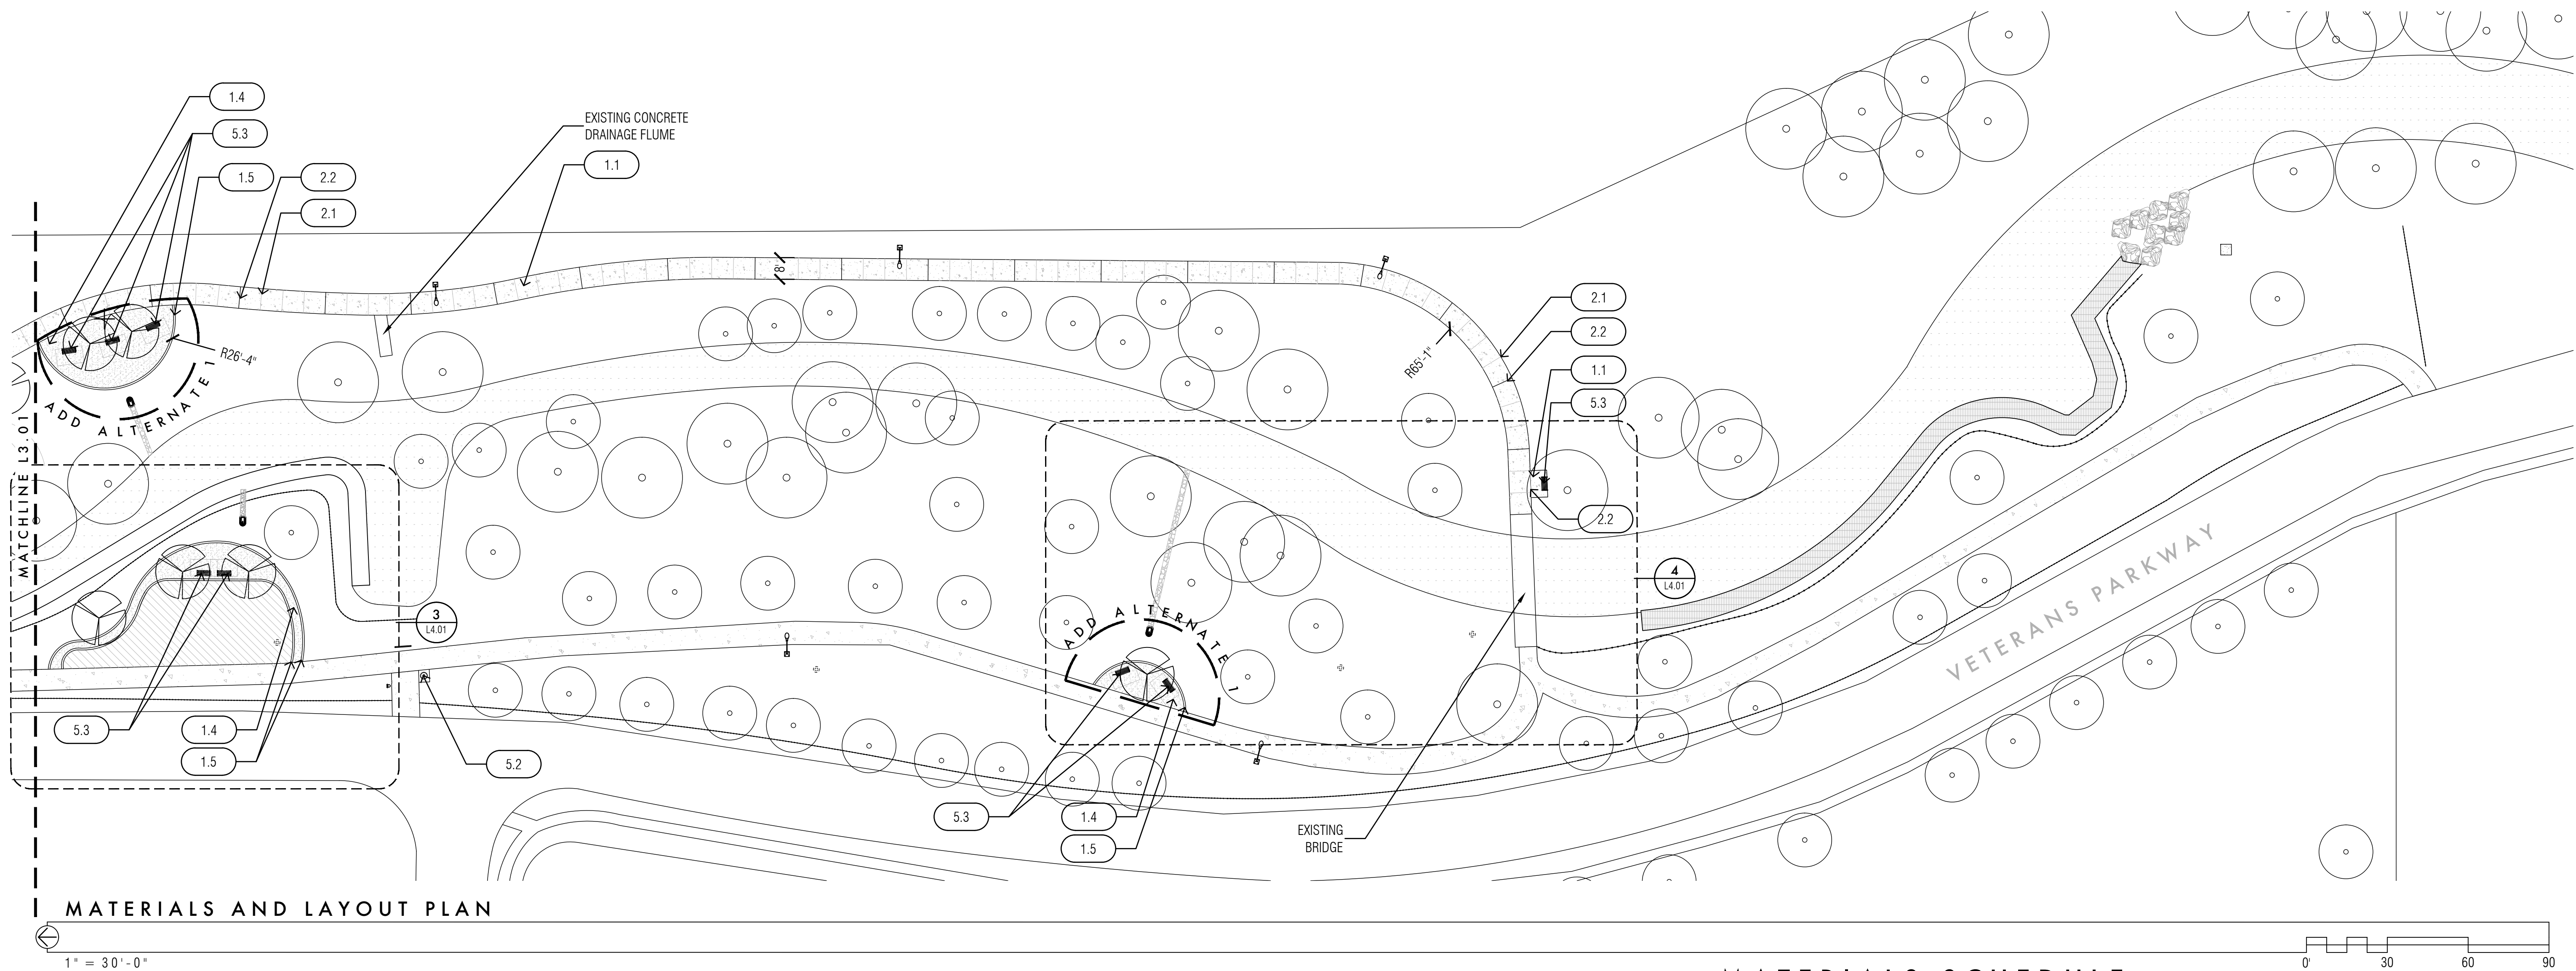 1.4
5.3
1.5
2.2
2.1
EXISTING CONCRETE
DRAINAGE FLUME
1.1
8'
R26'-4"
ADD ALTERNATE 1
MATCHLINE L3.01
R65'-1"
2.1
2.2
1.1
5.3
2.2
4
L4.01
3
L4.01
ADD ALTERNATE 1
VETERANS PARKWAY
5.3
1.4
1.5
5.2
5.3
1.4
1.5
EXISTING
BRIDGE
MATERIALS AND LAYOUT PLAN
1" = 30'-0"
0'
30
60
90